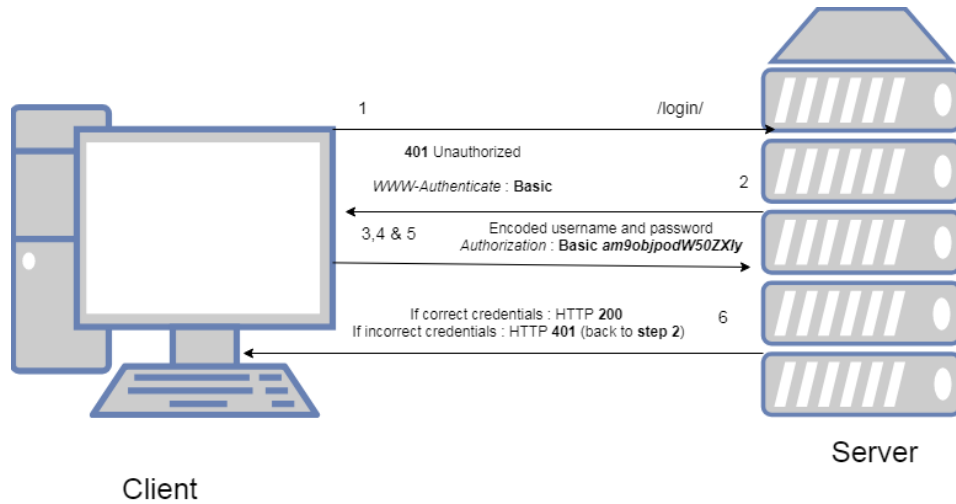 1 /login/
401 Unauthorized
WWW-Authenticate : Basic
2
3,4 & 5
Encoded username and password
Authorization : Basic am9objpodW50ZXIy
If correct credentials : HTTP 200
6
If incorrect credentials : HTTP 401 (back to step 2)
Server
Client